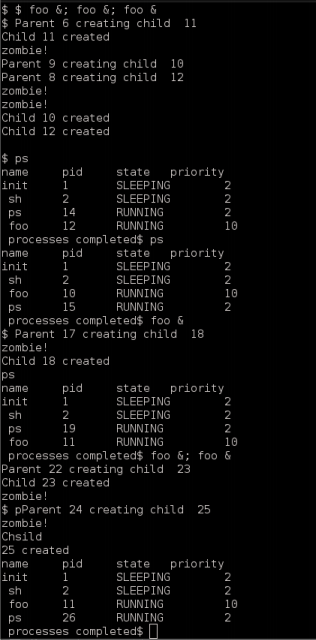 $ $ foo &; foo &; foo &
$ Parent 6 creating child  11
Child 11 created
zombie!
Parent 9 creating child  10
Parent 8 creating child  12
zombie!
zombie!
Child 10 created
Child 12 created
$ ps
name     pid     state   priority
init     1       SLEEPING        2
 sh      2       SLEEPING        2
 ps      14      RUNNING         2
 foo     12      RUNNING         10
 processes completed$ ps
name     pid     state   priority
init     1       SLEEPING        2
 sh      2       SLEEPING        2
 foo     10      RUNNING         10
 ps      15      RUNNING         2
 processes completed$ foo &
$ Parent 17 creating child  18
zombie!
Child 18 created
ps
name     pid     state   priority
init     1       SLEEPING        2
 sh      2       SLEEPING        2
 ps      19      RUNNING         2
 foo     11      RUNNING         10
 processes completed$ foo &; foo &
Parent 22 creating child  23
Child 23 created
zombie!
$ pParent 24 creating child  25
zombie!
Chsild
25 created
name     pid     state   priority
init     1       SLEEPING        2
 sh      2       SLEEPING        2
 foo     11      RUNNING         10
 ps      26      RUNNING         2
 processes completed$